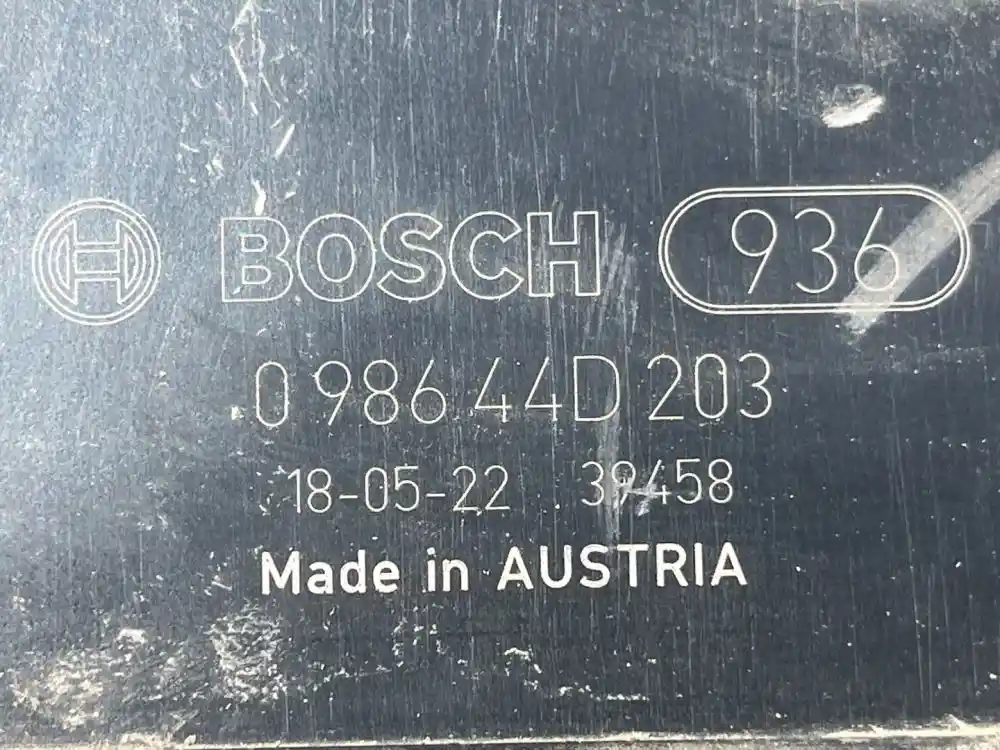 BOSCH 936
0 986 44D 203
18-05-22 39458
Made in AUSTRIA